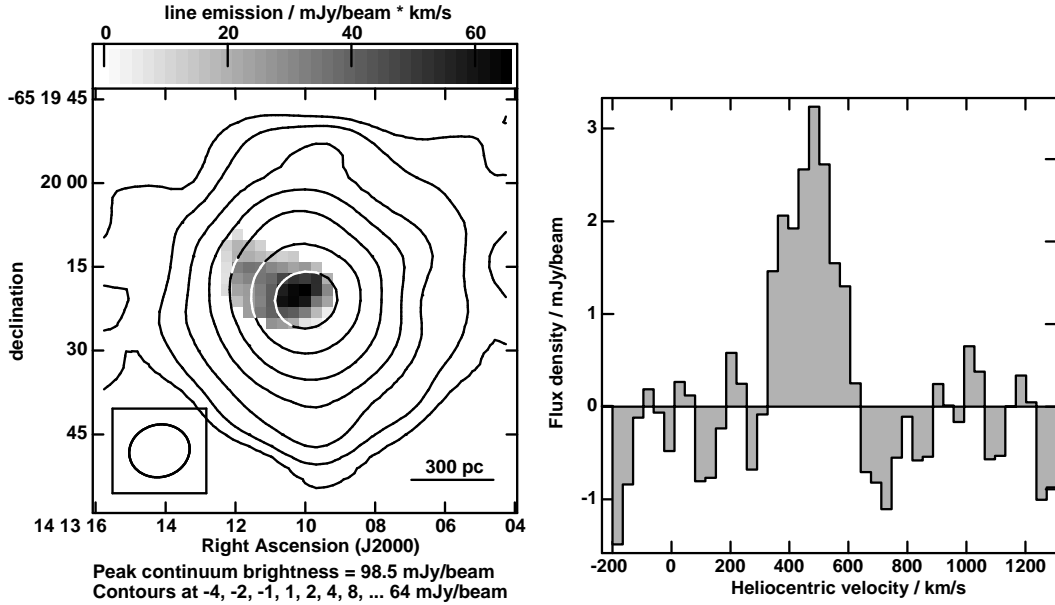 line emission / mJy/beam * km/s
0 20 40 60
-65 19 45
20 00
15
30
45
declination
300 pc
14 13 16 12 10 08 06 04
Right Ascension (J2000)
Peak continuum brightness = 98.5 mJy/beam
Contours at -4, -2, -1, 1, 2, 4, 8, ... 64 mJy/beam
3
2
1
0
-1
Flux density / mJy/beam
-200 0 200 400 600 800 1000 1200
Heliocentric velocity / km/s